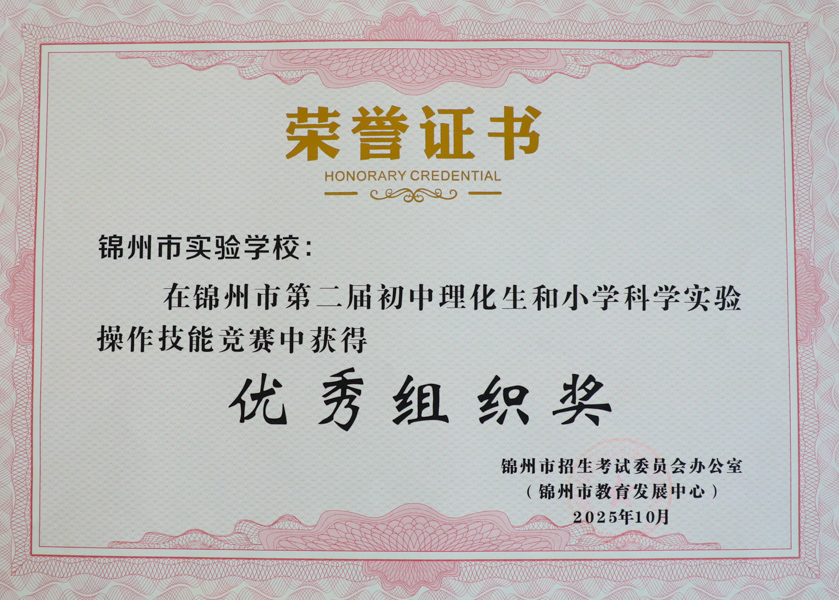 荣誉证书
HONORARY CREDENTIAL
锦州市实验学校：
在锦州市第二届初中理化生和小学科学实验
操作技能竞赛中获得
优秀组织奖
锦州市招生考试委员会办公室
（锦州市教育发展中心）
2025年10月